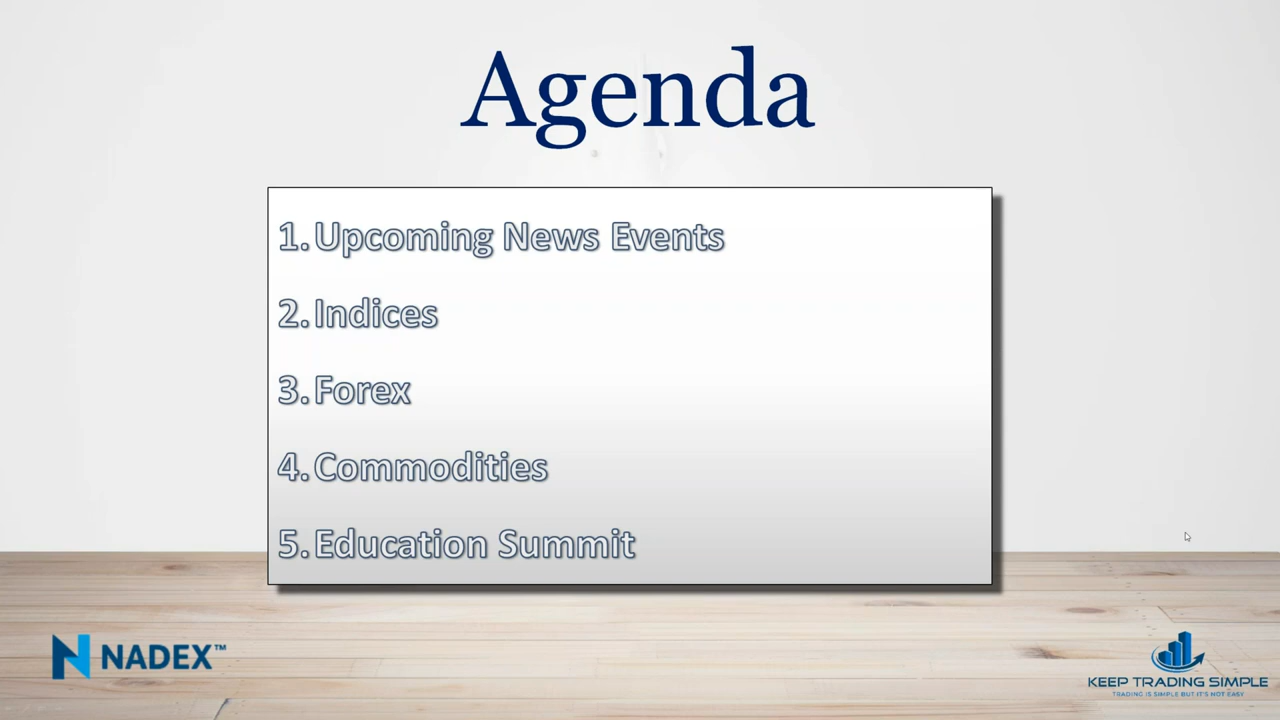 Agenda
1. Upcoming News Events
2. Indices
3. Forex
4. Commodities
5. Education Summit
NADEX™
KEEP TRADING SIMPLE
TRADING IS SIMPLE BUT IT'S NOT EASY